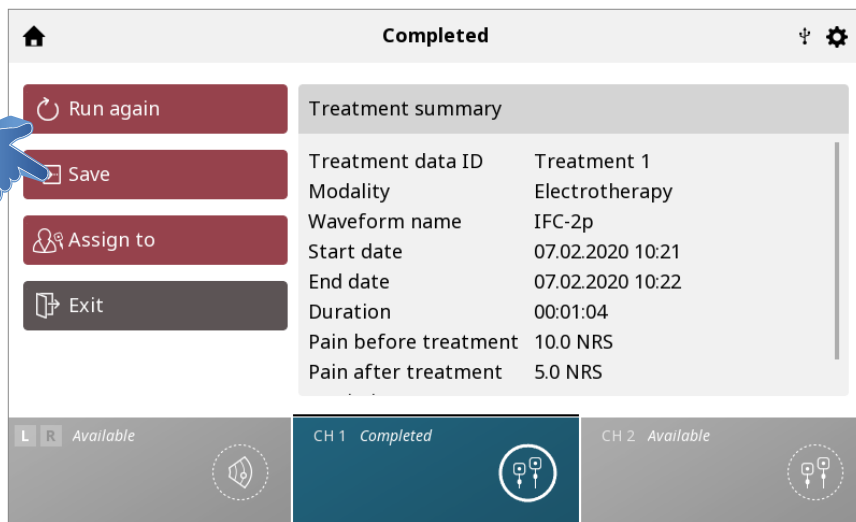 Completed
Run again
Save
Assign to
Exit
Treatment summary
Treatment data ID Treatment 1
Modality Electrotherapy
Waveform name IFC-2p
Start date 07.02.2020 10:21
End date 07.02.2020 10:22
Duration 00:01:04
Pain before treatment 10.0 NRS
Pain after treatment 5.0 NRS
L R Available
CH 1 Completed
CH 2 Available